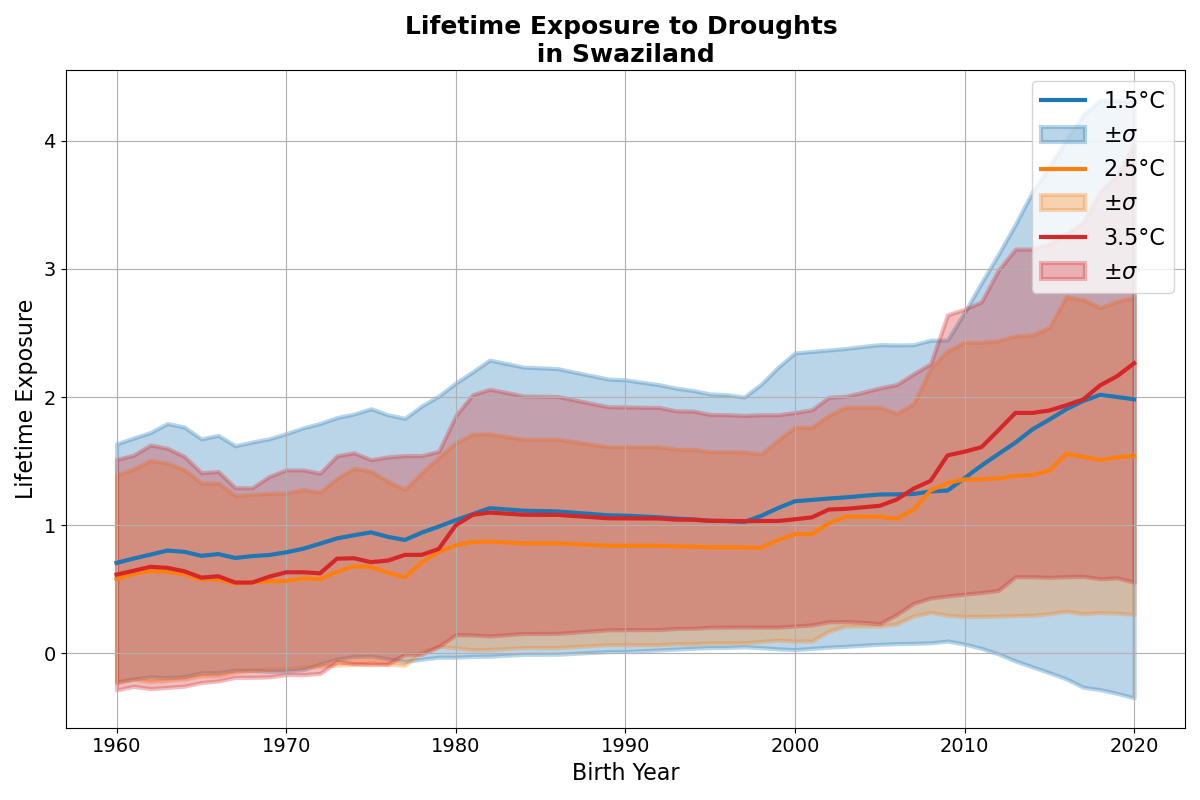 Lifetime Exposure to Droughts
in Swaziland
Lifetime Exposure
4
3
2
1
0
1960 1970 1980 1990 2000 2010 2020
Birth Year
1.5°C
±σ
2.5°C
±σ
3.5°C
±σ